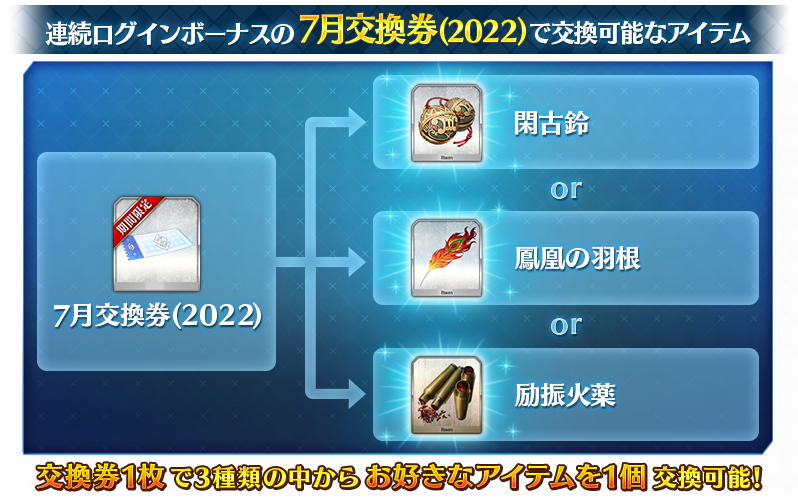 連続ログインボーナスの7月交換券(2022)で交換可能なアイテム
期間限定
7月交換券(2022)
Item
閑古鈴
or
Item
鳳凰の羽根
or
Item
励振火薬
交換券1枚で3種類の中からお好きなアイテムを1個交換可能!